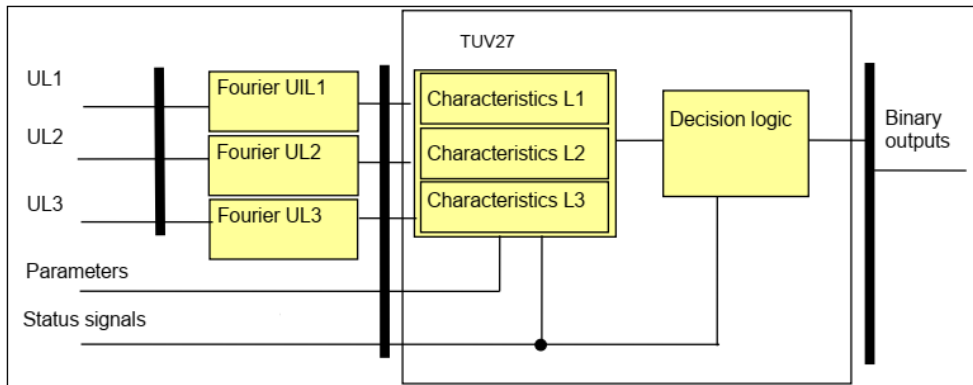 TUV27
UL1
Fourier UIL1
Characteristics L1
Decision logic
Binary
outputs
UL2
Fourier UL2
Characteristics L2
UL3
Fourier UL3
Characteristics L3
Parameters
Status signals